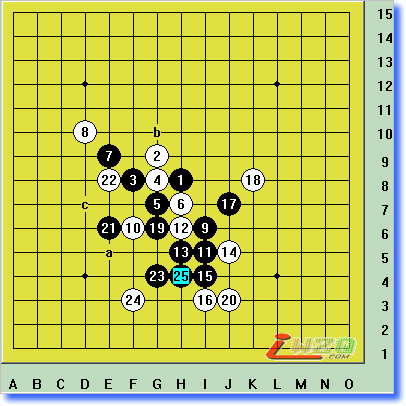 15
14
13
12
11
8 b 10
7 2 9
22 3 4 1 18 8
c 5 6 17 7
21 10 19 12 9 6
a 13 11 14 5
23 25 15 4
24 16 20 3
iwzq 2
.COM 1
A B C D E F G H I J K L M N O